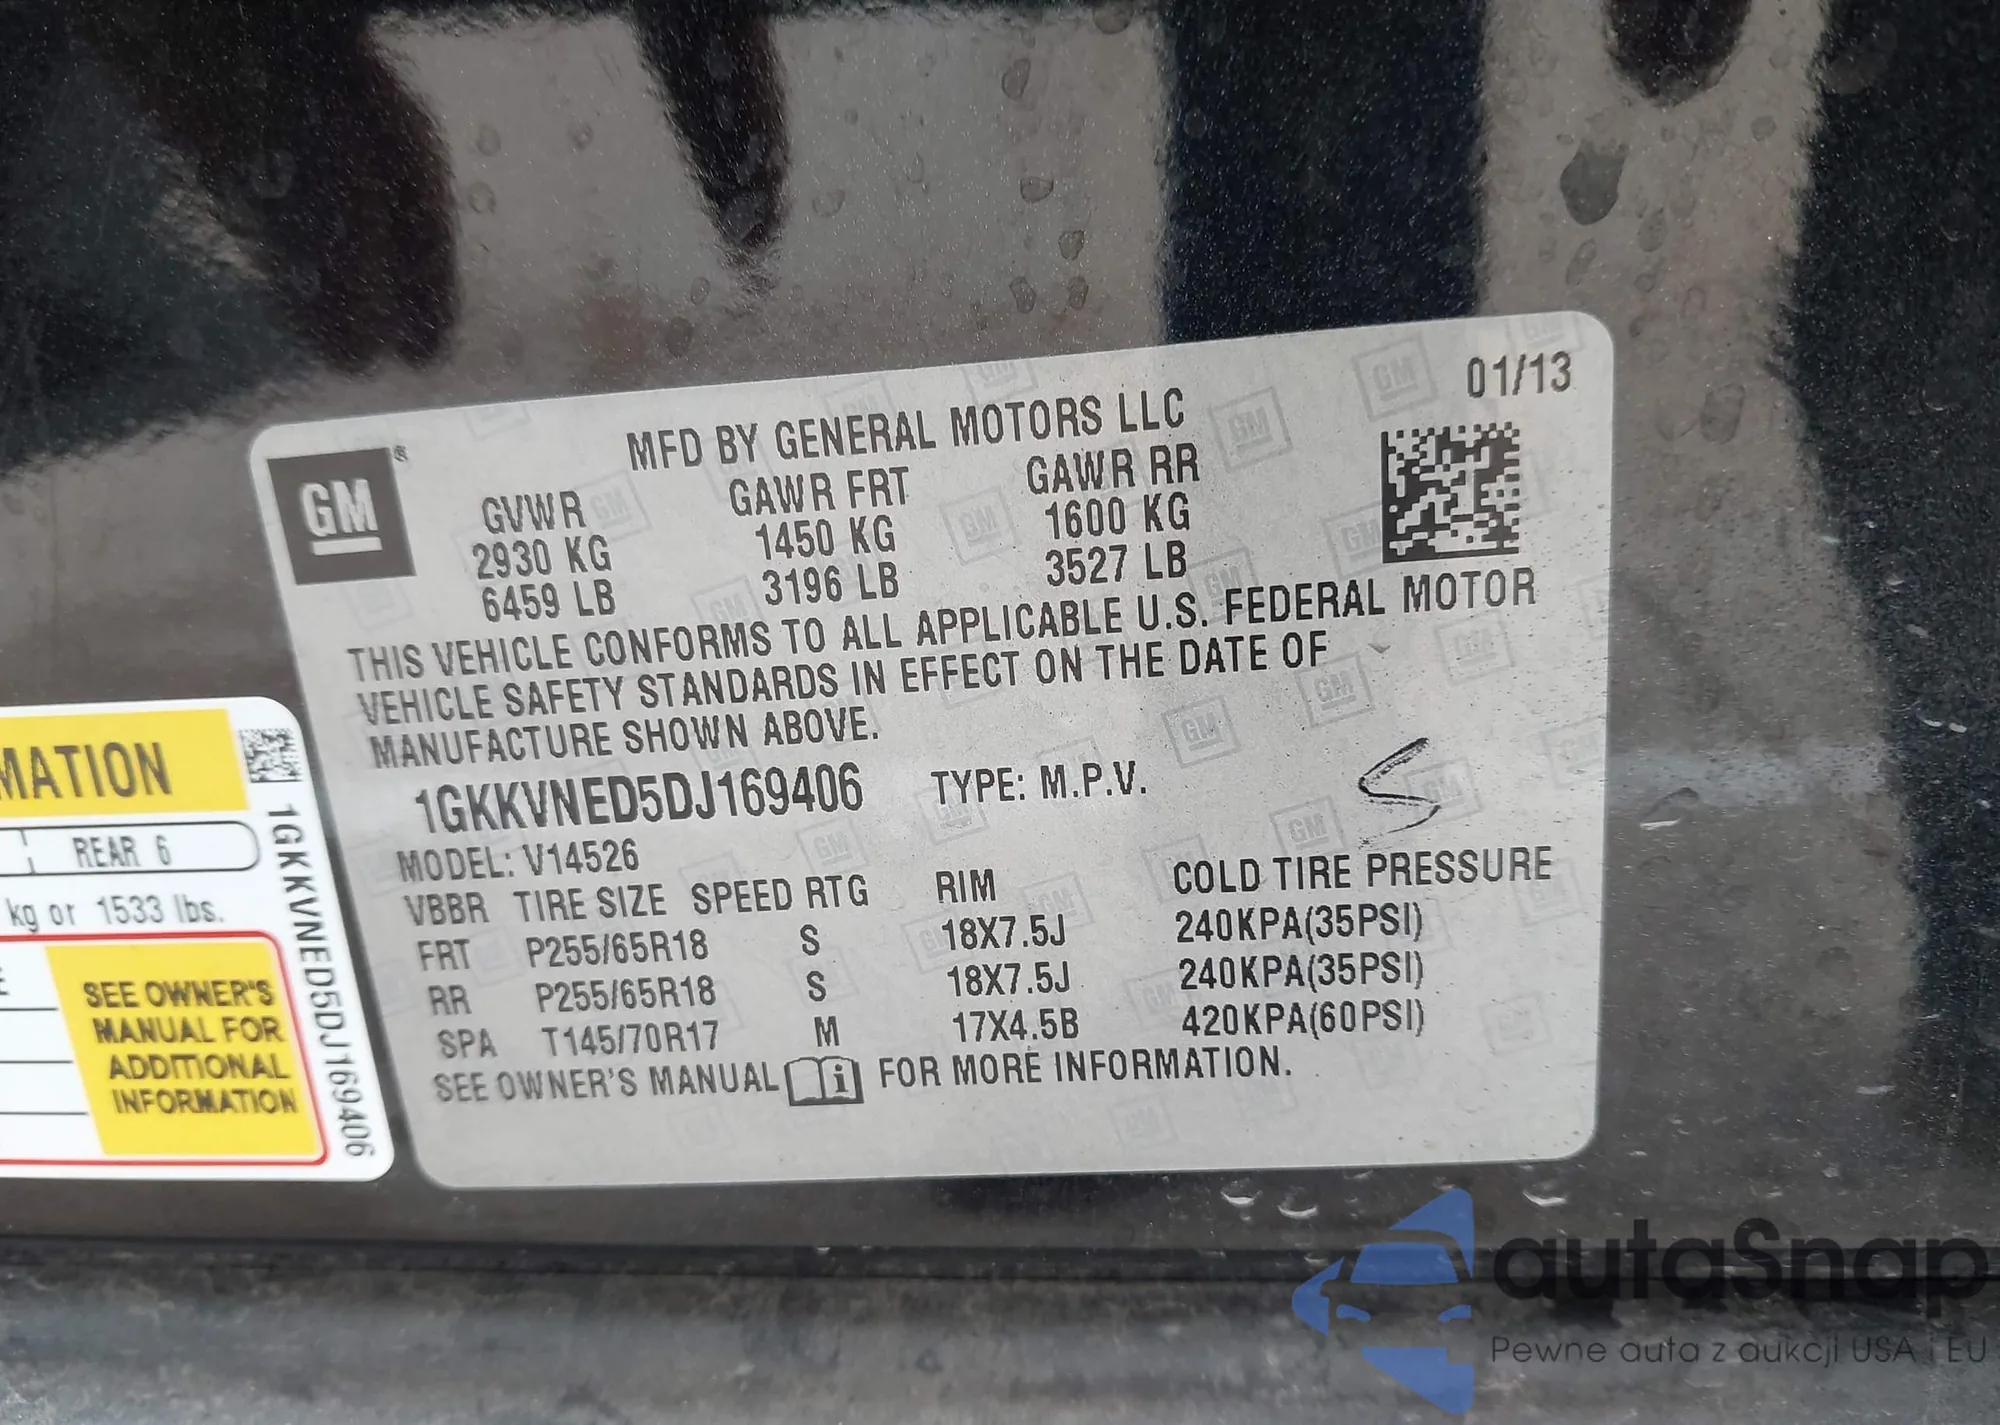 01/13
MFD BY GENERAL MOTORS LLC
GM®
GVWR GAWR FRT GAWR RR
2930 KG 1450 KG 1600 KG
6459 LB 3196 LB 3527 LB
THIS VEHICLE CONFORMS TO ALL APPLICABLE U.S. FEDERAL MOTOR
VEHICLE SAFETY STANDARDS IN EFFECT ON THE DATE OF
MANUFACTURE SHOWN ABOVE.
1GKKVNED5DJ169406 TYPE: M.P.V.
MODEL: V14526
VBBR TIRE SIZE SPEED RTG RIM COLD TIRE PRESSURE
FRT P255/65R18 S 18X7.5J 240KPA(35PSI)
RR P255/65R18 S 18X7.5J 240KPA(35PSI)
SPA T145/70R17 M 17X4.5B 420KPA(60PSI)
SEE OWNER'S MANUAL i FOR MORE INFORMATION.
MATION
REAR 6
kg or 1533 lbs.
SEE OWNER'S
MANUAL FOR
ADDITIONAL
INFORMATION
1GKKVNED5DJ169406
autoSnap
Pewne auta z aukcji USA i EU